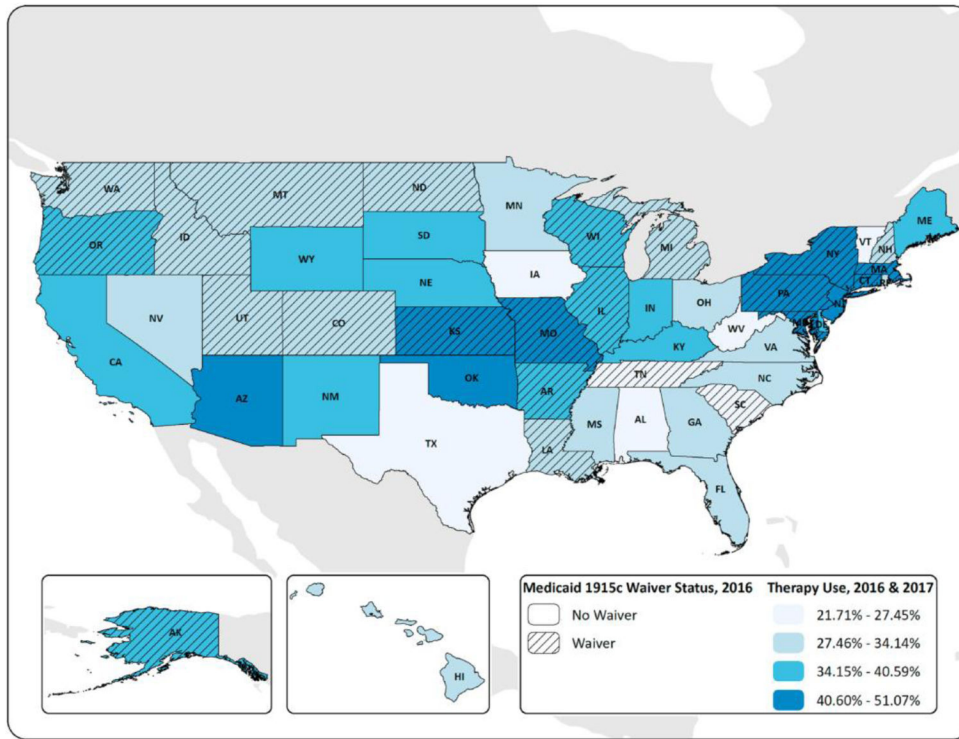 WA
MT
ND
MN
ME
OR
ID
SD
WI
MI
VT
NH
NY
WY
MA
CT
IA
NE
PA
NJ
NV
UT
CO
IL
IN
OH
DE
KS
MO
WV
VA
KY
CA
AZ
NM
OK
AR
TN
NC
SC
TX
LA
MS
AL
GA
FL
AK
HI
Medicaid 1915c Waiver Status, 2016
No Waiver
Waiver
Therapy Use, 2016 & 2017
21.71% - 27.45%
27.46% - 34.14%
34.15% - 40.59%
40.60% - 51.07%